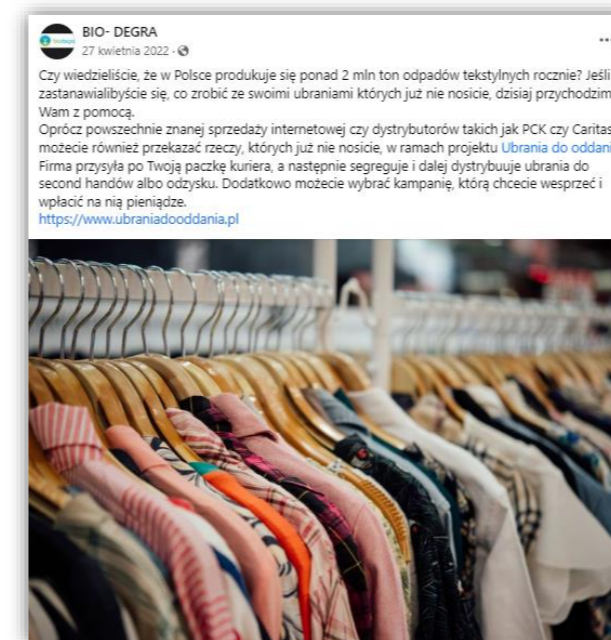 BIO- DEGRA
27 kwietnia 2022 ·
Czy wiedzieliście, że w Polsce produkuje się ponad 2 mln ton odpadów tekstylnych rocznie? Jeśli
zastanawialibyście się, co zrobić ze swoimi ubraniami których już nie nosicie, dzisiaj przychodzim
Wam z pomocą.
Oprócz powszechnie znanej sprzedaży internetowej czy dystrybutorów takich jak PCK czy Caritas
możecie również przekazać rzeczy, których już nie nosicie, w ramach projektu Ubrania do oddani
Firma przysyła po Twoją paczkę kuriera, a następnie segreguje i dalej dystrybuuje ubrania do
second handów albo odzysku. Dodatkowo możecie wybrać kampanię, którą chcecie wesprzeć i
wpłacić na nią pieniądze.
https://www.ubraniadooddania.pl